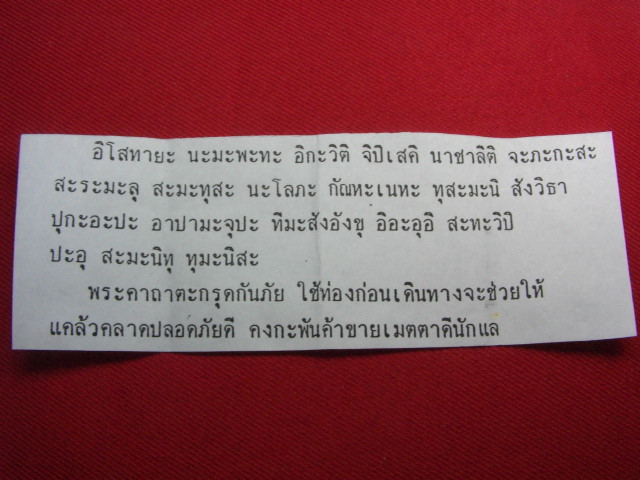 อิโสทายะ นะมะพะทะ อิกะวิติ จิปิเสคิ นาชาลิติ จะภะกะสะ
สะระมะลุ สะมะทุสะ นะโลภะ กัณหะเนหะ ทุสะมะนิ สังวิธา
ปุกะอะปะ อาปามะจุปะ ทีมะสังอังขุ อิอะอุอิ สะทะวิปิ
ปะอุ สะมะนิทุ ทุมะนิสะ
พระคาถาตะกรุดกันภัย ใช้ท่องก่อนเดินทางจะช่วยให้
แคล้วคลาดปลอดภัยดี คงกะพันค้าขายเมตตาดีนักแล